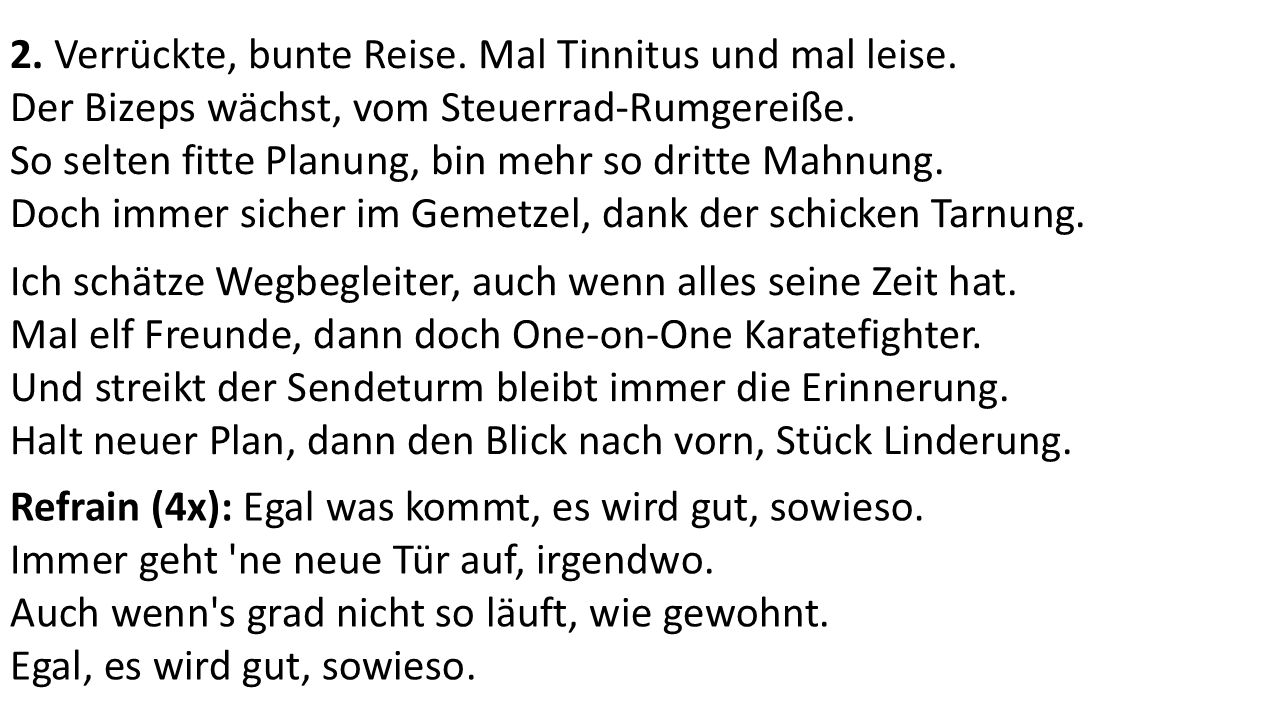 2. Verrückte, bunte Reise. Mal Tinnitus und mal leise.
Der Bizeps wächst, vom Steuerrad-Rumgereiße.
So selten fitte Planung, bin mehr so dritte Mahnung.
Doch immer sicher im Gemetzel, dank der schicken Tarnung.
Ich schätze Wegbegleiter, auch wenn alles seine Zeit hat.
Mal elf Freunde, dann doch One-on-One Karatefighter.
Und streikt der Sendeturm bleibt immer die Erinnerung.
Halt neuer Plan, dann den Blick nach vorn, Stück Linderung.
Refrain (4x): Egal was kommt, es wird gut, sowieso.
Immer geht 'ne neue Tür auf, irgendwo.
Auch wenn's grad nicht so läuft, wie gewohnt.
Egal, es wird gut, sowieso.